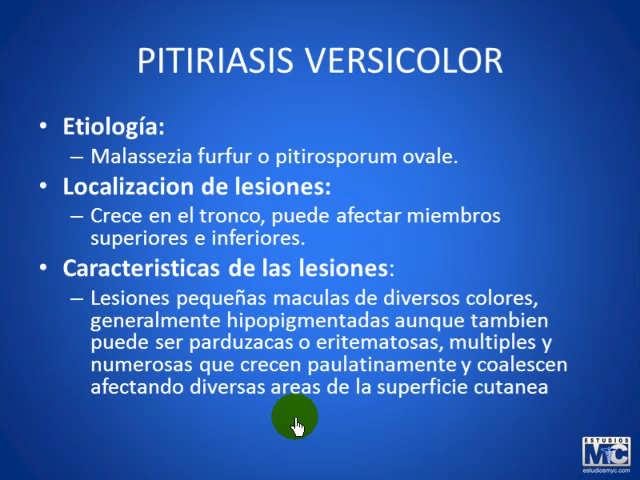 PITIRIASIS VERSICOLOR
• Etiología:
– Malassezia furfur o pitirosporum ovale.
• Localizacion de lesiones:
– Crece en el tronco, puede afectar miembros
superiores e inferiores.
• Caracteristicas de las lesiones:
– Lesiones pequeñas maculas de diversos colores,
generalmente hipopigmentadas aunque tambien
puede ser parduzacas o eritematosas, multiples y
numerosas que crecen paulatinamente y coalescen
afectando diversas areas de la superficie cutanea
ESTUDIOS
MyC
estudiosmyc.com